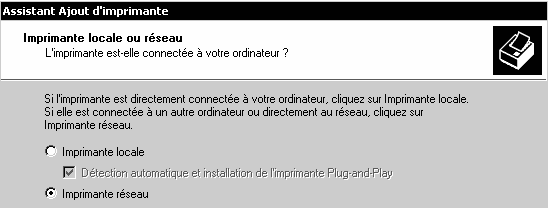 Assistant Ajout d'imprimante
Imprimante locale ou réseau
L'imprimante est-elle connectée à votre ordinateur ?
Si l'imprimante est directement connectée à votre ordinateur, cliquez sur Imprimante locale.
Si elle est connectée à un autre ordinateur ou directement au réseau, cliquez sur
Imprimante réseau.
Imprimante locale
Détection automatique et installation de l'imprimante Plug-and-Play
Imprimante réseau